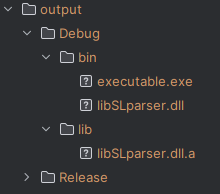 output
Debug
bin
executable.exe
libSLparser.dll
lib
libSLparser.dll.a
Release